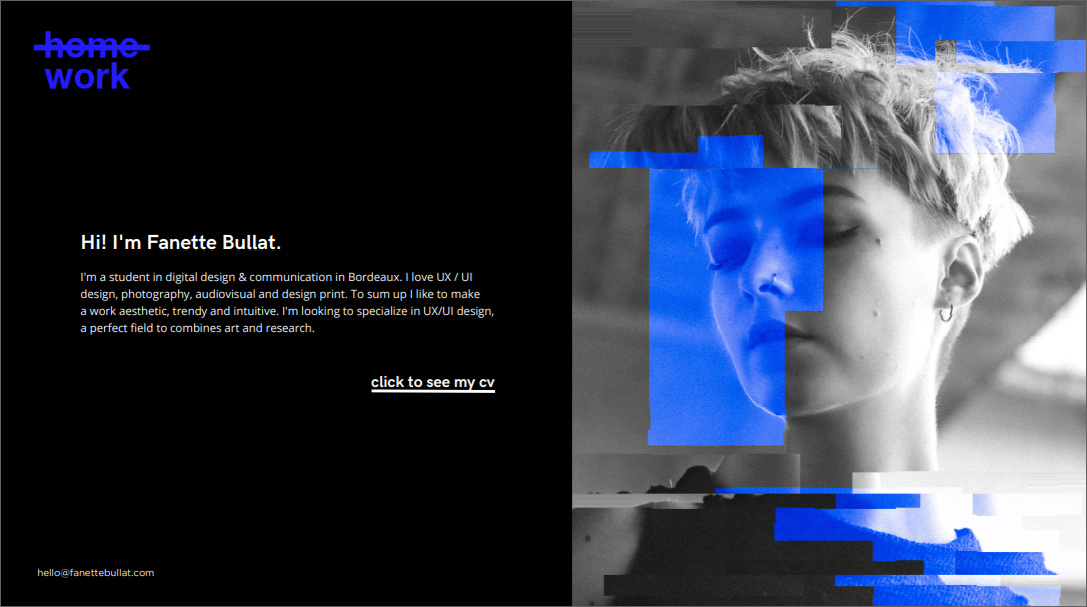 home
work
Hi! I'm Fanette Bullat.
I'm a student in digital design & communication in Bordeaux. I love UX / UI
design, photography, audiovisual and design print. To sum up I like to make
a work aesthetic, trendy and intuitive. I'm looking to specialize in UX/UI design,
a perfect field to combines art and research.
click to see my cv
hello@fanettebullat.com